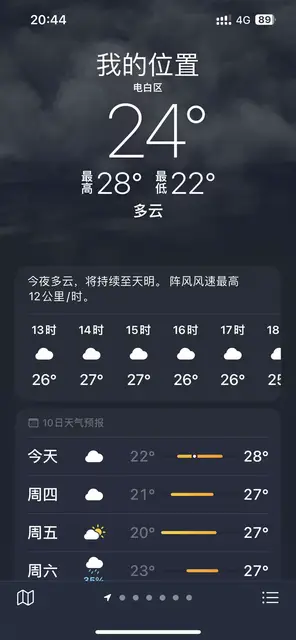 20:44
4G 89
我的位置
电白区
24°
最高 28° 最低 22°
多云
今夜多云，将持续至天明。 阵风风速最高
12公里/时。
13时 14时 15时 16时 17时 18
26° 27° 27° 26° 26° 25
10日天气预报
今天 22° 28°
周四 21° 27°
周五 20° 27°
周六 23° 27°
35%